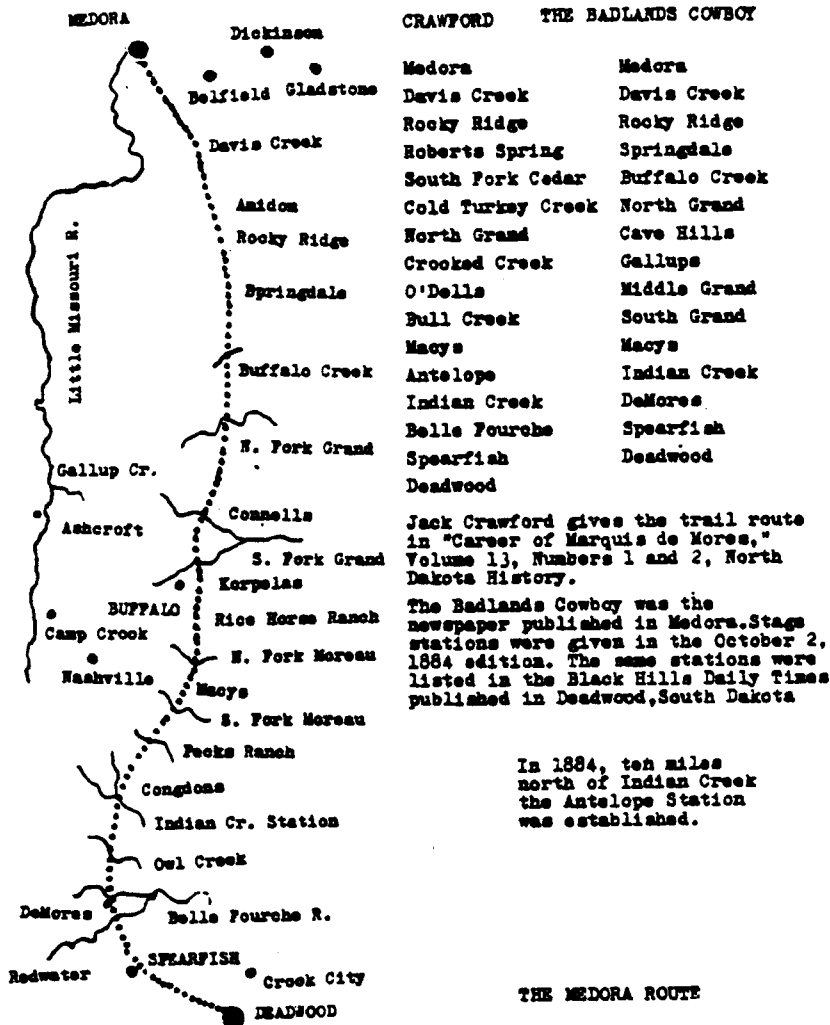 MEDORA
Dickinson
Belfield
Gladstone
Davis Creek
Amidon
Rocky Ridge
Springdale
Little Missouri R.
Buffalo Creek
N. Fork Grand
Gallup Cr.
Ashcroft
Connells
S. Fork Grand
Korpelas
BUFFALO
Rice Horse Ranch
Camp Crook
N. Fork Moreau
Nashville
Macys
S. Fork Moreau
Pecks Ranch
Congdons
Indian Cr. Station
Owl Creek
DeMores
Belle Fourche R.
Redwater
SPEARFISH
Crook City
DEADWOOD
CRAWFORD
Medora
Davis Creek
Rocky Ridge
Roberts Spring
South Fork Cedar
Cold Turkey Creek
North Grand
Crooked Creek
O'Dells
Bull Creek
Macys
Antelope
Indian Creek
Belle Fourche
Spearfish
Deadwood
THE BADLANDS COWBOY
Medora
Davis Creek
Rocky Ridge
Springdale
Buffalo Creek
North Grand
Cave Hills
Gallups
Middle Grand
South Grand
Macys
Indian Creek
DeMores
Spearfish
Deadwood
Jack Crawford gives the trail route
in "Career of Marquis de Mores,"
Volume 13, Numbers 1 and 2, North
Dakota History.
The Badlands Cowboy was the
newspaper published in Medora.Stage
stations were given in the October 2,
1884 edition. The same stations were
listed in the Black Hills Daily Times
published in Deadwood,South Dakota
In 1884, ten miles
north of Indian Creek
the Antelope Station
was established.
THE MEDORA ROUTE